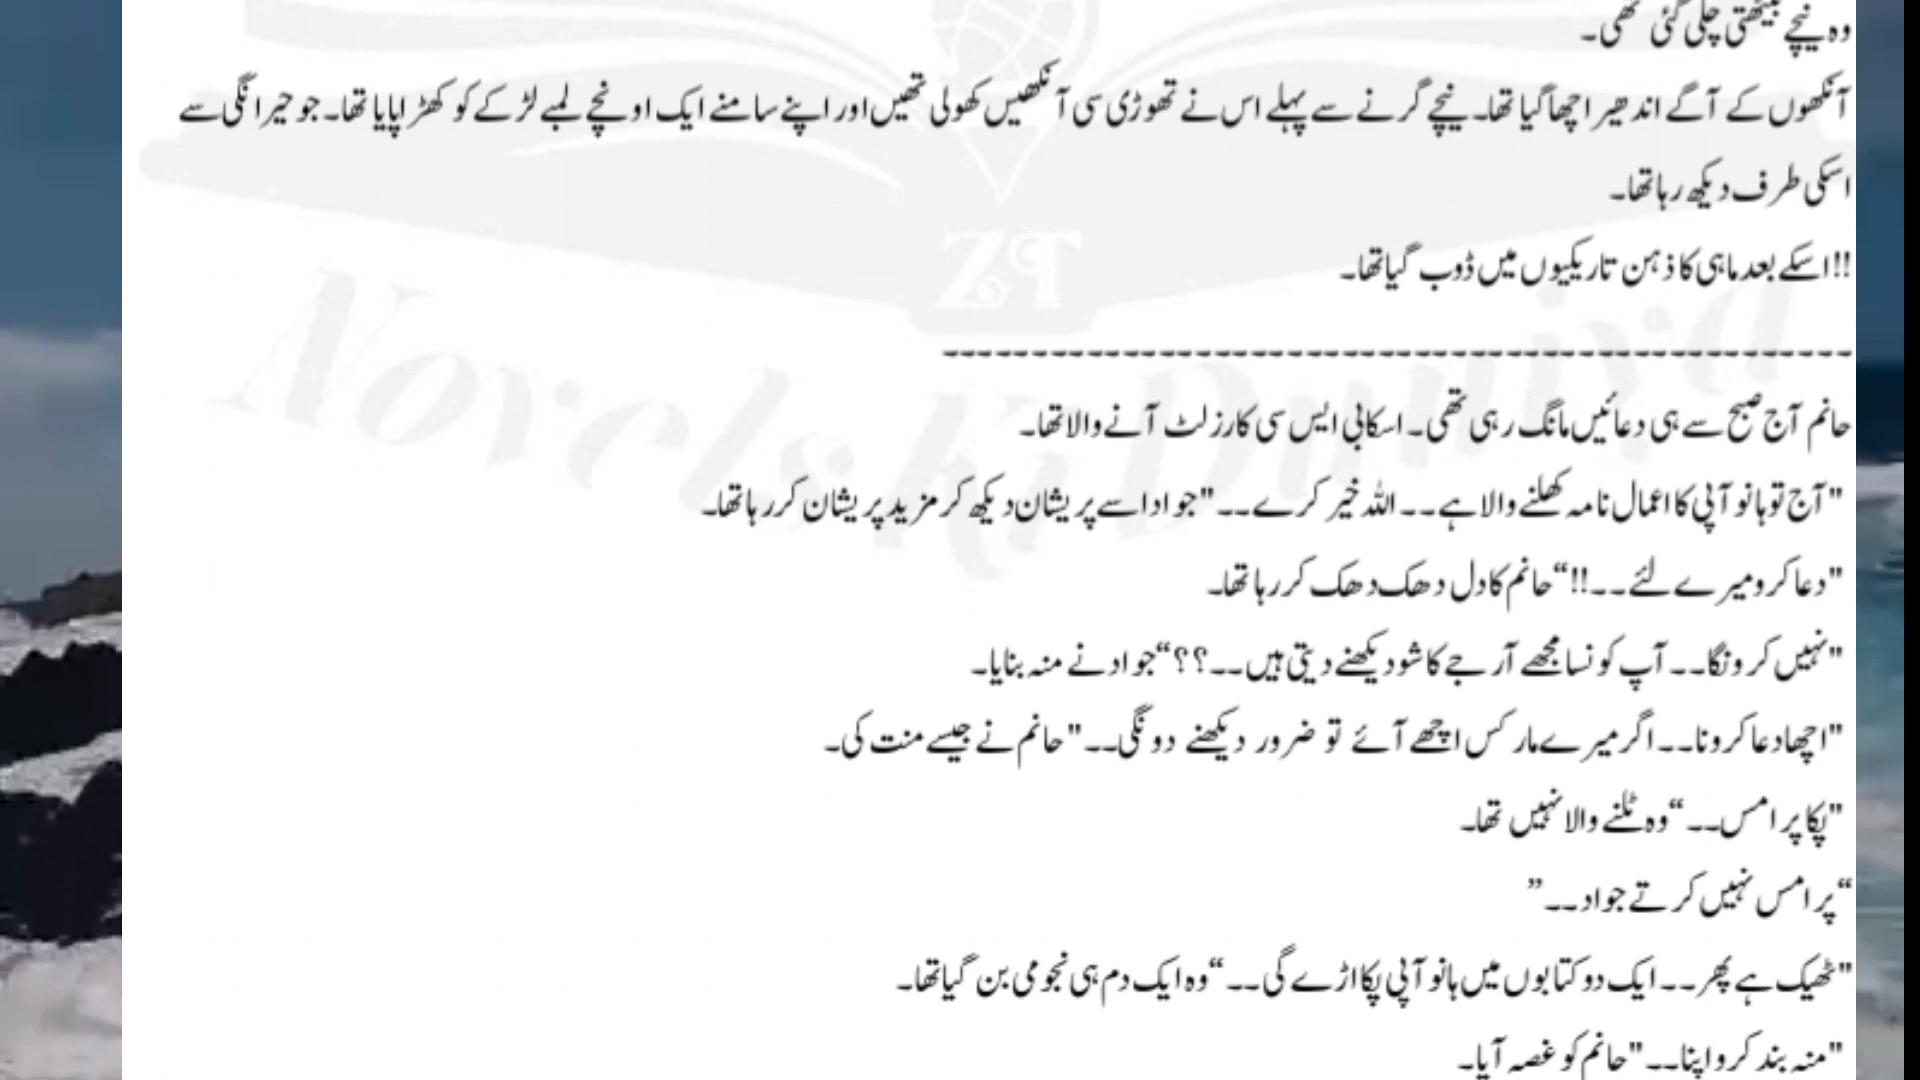 وہ نیچے بیٹھتی چلی گئی تھی۔
آنکھوں کے آگے اندھیرا چھا گیا تھا۔ نیچے گرنے سے پہلے اس نے تھوڑی سی آنکھیں کھولی تھیں اور اپنے سامنے ایک اونچے لمبے لڑکے کو کھڑا پایا تھا۔ جو حیرانگی سے
اسکی طرف دیکھ رہا تھا۔
!!اسکے بعد ماہی کا ذہن تاریکیوں میں ڈوب گیا تھا۔
ZT
Novels Ki Duniya
-------------------------------------------------
حانم آج صبح سے ہی دعائیں مانگ رہی تھی۔ اسکا بی ایس سی کا رزلٹ آنے والا تھا۔
"آج تو ہانو آپی کا اعمال نامہ کھلنے والا ہے۔۔ اللہ خیر کرے۔۔" جواد اسے پریشان دیکھ کر مزید پریشان کر رہا تھا۔
"دعا کرو میرے لئے۔۔!!“ حانم کا دل دھک دھک کر رہا تھا۔
"نہیں کرونگا۔۔ آپ کونسا مجھے آر جے کا شو دیکھنے دیتی ہیں۔۔؟؟“ جواد نے منہ بنایا۔
"اچھا دعا کرو نا۔۔ اگر میرے مارکس اچھے آئے تو ضرور دیکھنے دونگی۔۔" حانم نے جیسے منت کی۔
"پکا پرامس۔۔“ وہ ٹلنے والا نہیں تھا۔
“پرامس نہیں کرتے جواد۔۔”
"ٹھیک ہے پھر۔۔ ایک دو کتابوں میں ہانو آپی پکا اڑے گی۔۔“ وہ ایک دم ہی نجومی بن گیا تھا۔
"منہ بند کرو اپنا۔۔" حانم کو غصہ آیا۔